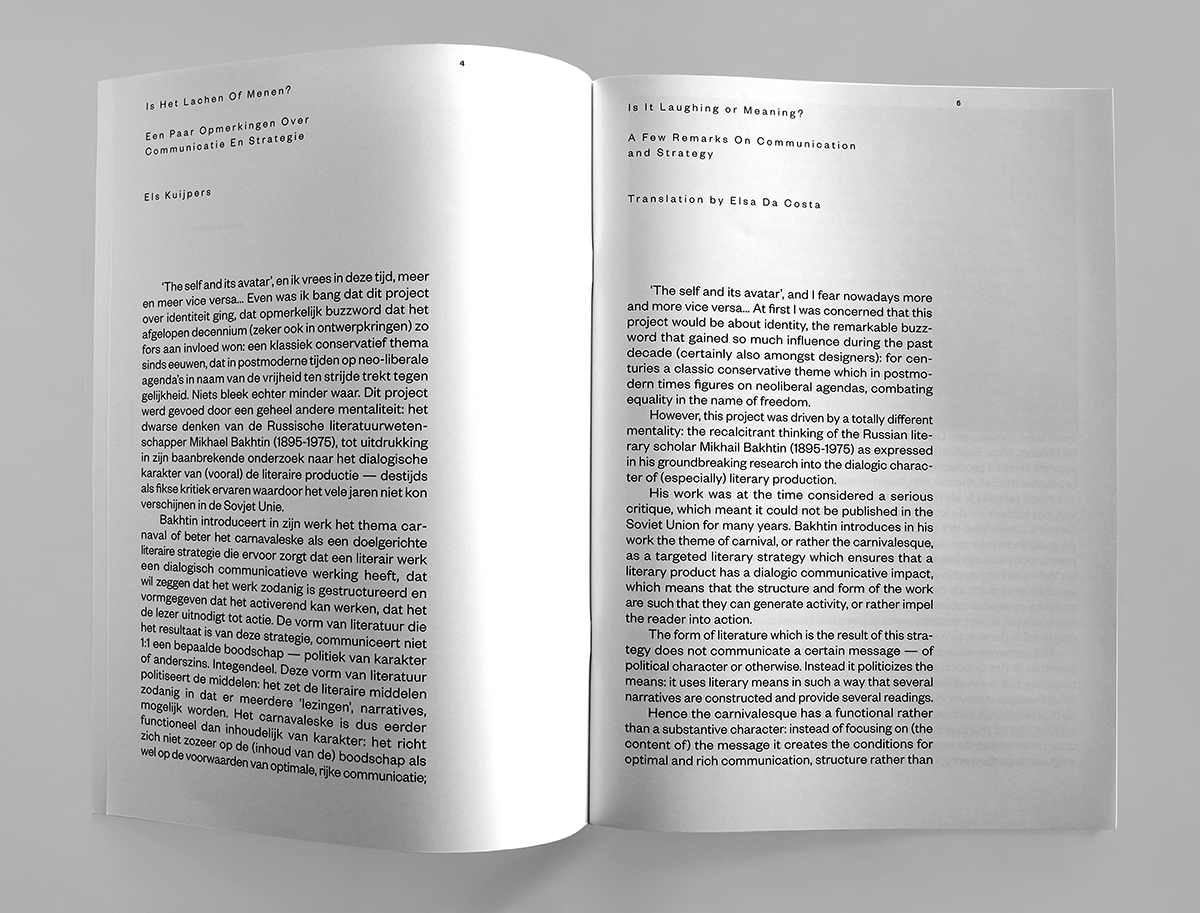 4
Is Het Lachen Of Menen?
Een Paar Opmerkingen Over
Communicatie En Strategie
Els Kuijpers
‘The self and its avatar’, en ik vrees in deze tijd, meer
en meer vice versa... Even was ik bang dat dit project
over identiteit ging, dat opmerkelijk buzzword dat het
afgelopen decennium (zeker ook in ontwerpkringen) zo
fors aan invloed won: een klassiek conservatief thema
sinds eeuwen, dat in postmoderne tijden op neo-liberale
agenda's in naam van de vrijheid ten strijde trekt tegen
gelijkheid. Niets bleek echter minder waar. Dit project
werd gevoed door een geheel andere mentaliteit: het
dwarse denken van de Russische literatuurweten-
schapper Mikhael Bakhtin (1895-1975), tot uitdrukking
in zijn baanbrekende onderzoek naar het dialogische
karakter van (vooral) de literaire productie — destijds
als fikse kritiek ervaren waardoor het vele jaren niet kon
verschijnen in de Sovjet Unie.
Bakhtin introduceert in zijn werk het thema car-
naval of beter het carnavaleske als een doelgerichte
literaire strategie die ervoor zorgt dat een literair werk
een dialogisch communicatieve werking heeft, dat
wil zeggen dat het werk zodanig is gestructureerd en
vormgegeven dat het activerend kan werken, dat het
de lezer uitnodigt tot actie. De vorm van literatuur die
het resultaat is van deze strategie, communiceert niet
1:1 een bepaalde boodschap — politiek van karakter
of anderszins. Integendeel. Deze vorm van literatuur
politiseert de middelen: het zet de literaire middelen
zodanig in dat er meerdere ‘lezingen’, narratives,
mogelijk worden. Het carnavaleske is dus eerder
functioneel dan inhoudelijk van karakter: het richt
zich niet zozeer op de (inhoud van de) boodschap als
wel op de voorwaarden van optimale, rijke communicatie;
5
Is It Laughing or Meaning?
A Few Remarks On Communication
and Strategy
Translation by Elsa Da Costa
‘The self and its avatar’, and I fear nowadays more
and more vice versa... At first I was concerned that this
project would be about identity, the remarkable buzz-
word that gained so much influence during the past
decade (certainly also amongst designers): for cen-
turies a classic conservative theme which in postmo-
dern times figures on neoliberal agendas, combating
equality in the name of freedom.
However, this project was driven by a totally different
mentality: the recalcitrant thinking of the Russian lite-
rary scholar Mikhail Bakhtin (1895-1975) as expressed
in his groundbreaking research into the dialogic charac-
ter of (especially) literary production.
His work was at the time considered a serious
critique, which meant it could not be published in the
Soviet Union for many years. Bakhtin introduces in his
work the theme of carnival, or rather the carnivalesque,
as a targeted literary strategy which ensures that a
literary product has a dialogic communicative impact,
which means that the structure and form of the work
are such that they can generate activity, or rather impel
the reader into action.
The form of literature which is the result of this stra-
tegy does not communicate a certain message — of
political character or otherwise. Instead it politicizes the
means: it uses literary means in such a way that several
narratives are constructed and provide several readings.
Hence the carnivalesque has a functional rather
than a substantive character: instead of focusing on (the
content of) the message it creates the conditions for
optimal and rich communication, structure rather than